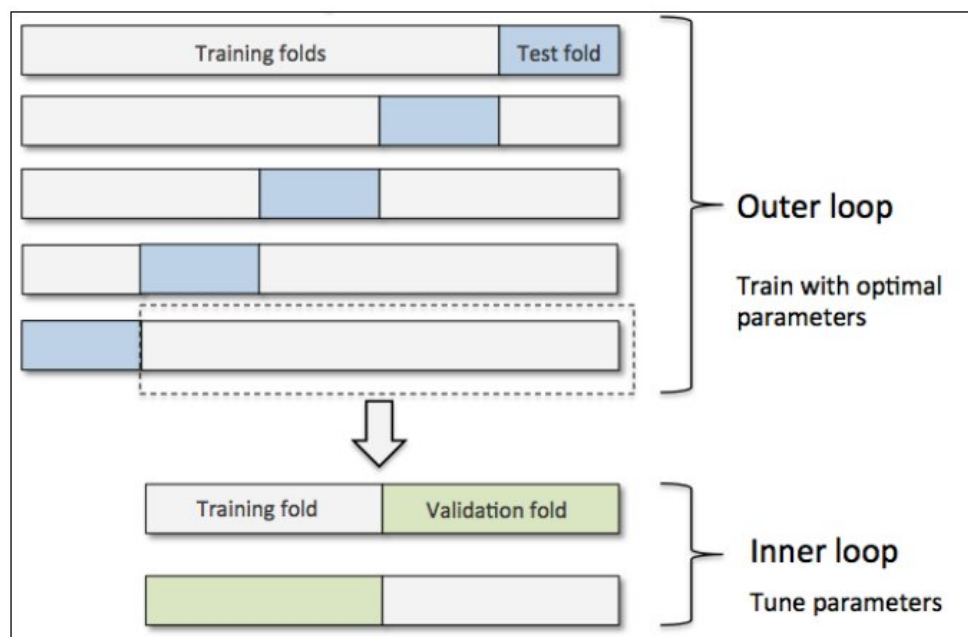 Training folds
Test fold
Outer loop
Train with optimal
parameters
Training fold
Validation fold
Inner loop
Tune parameters